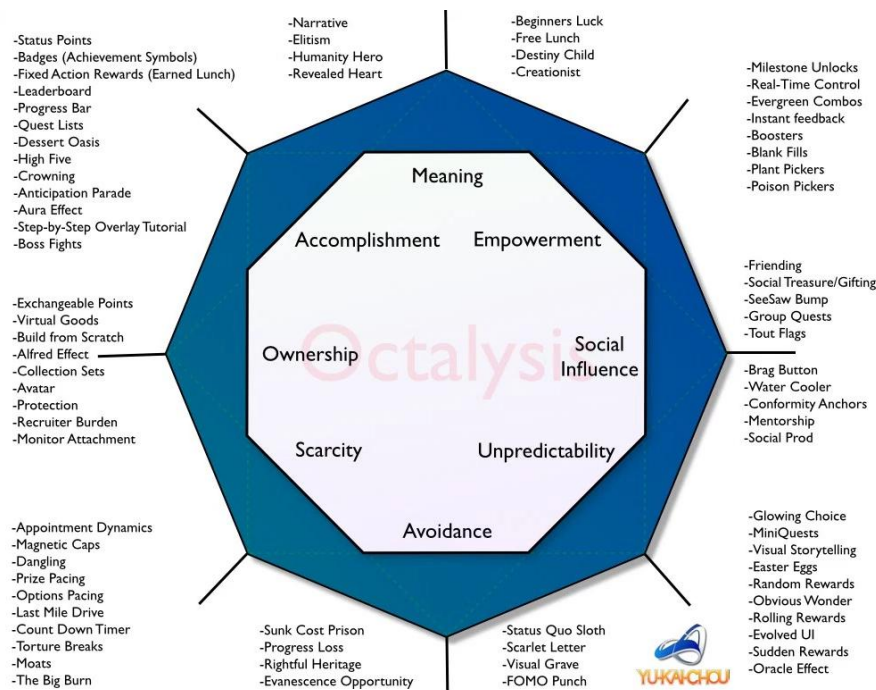 -Narrative
-Elitism
-Humanity Hero
-Revealed Heart
-Beginners Luck
-Free Lunch
-Destiny Child
-Creationist
-Status Points
-Badges (Achievement Symbols)
-Fixed Action Rewards (Earned Lunch)
-Leaderboard
-Progress Bar
-Quest Lists
-Dessert Oasis
-High Five
-Crowning
-Anticipation Parade
-Aura Effect
-Step-by-Step Overlay Tutorial
-Boss Fights
-Milestone Unlocks
-Real-Time Control
-Evergreen Combos
-Instant feedback
-Boosters
-Blank Fills
-Plant Pickers
-Poison Pickers
Meaning
Accomplishment
Empowerment
Ownership
Octalysis
Social
Influence
Scarcity
Unpredictability
Avoidance
-Exchangeable Points
-Virtual Goods
-Build from Scratch
-Alfred Effect
-Collection Sets
-Avatar
-Protection
-Recruiter Burden
-Monitor Attachment
-Friending
-Social Treasure/Gifting
-SeeSaw Bump
-Group Quests
-Tout Flags
-Brag Button
-Water Cooler
-Conformity Anchors
-Mentorship
-Social Prod
-Appointment Dynamics
-Magnetic Caps
-Dangling
-Prize Pacing
-Options Pacing
-Last Mile Drive
-Count Down Timer
-Torture Breaks
-Moats
-The Big Burn
-Sunk Cost Prison
-Progress Loss
-Rightful Heritage
-Evanescence Opportunity
-Status Quo Sloth
-Scarlet Letter
-Visual Grave
-FOMO Punch
-Glowing Choice
-MiniQuests
-Visual Storytelling
-Easter Eggs
-Random Rewards
-Obvious Wonder
-Rolling Rewards
-Evolved UI
-Sudden Rewards
-Oracle Effect
YU-KAI-CHOU